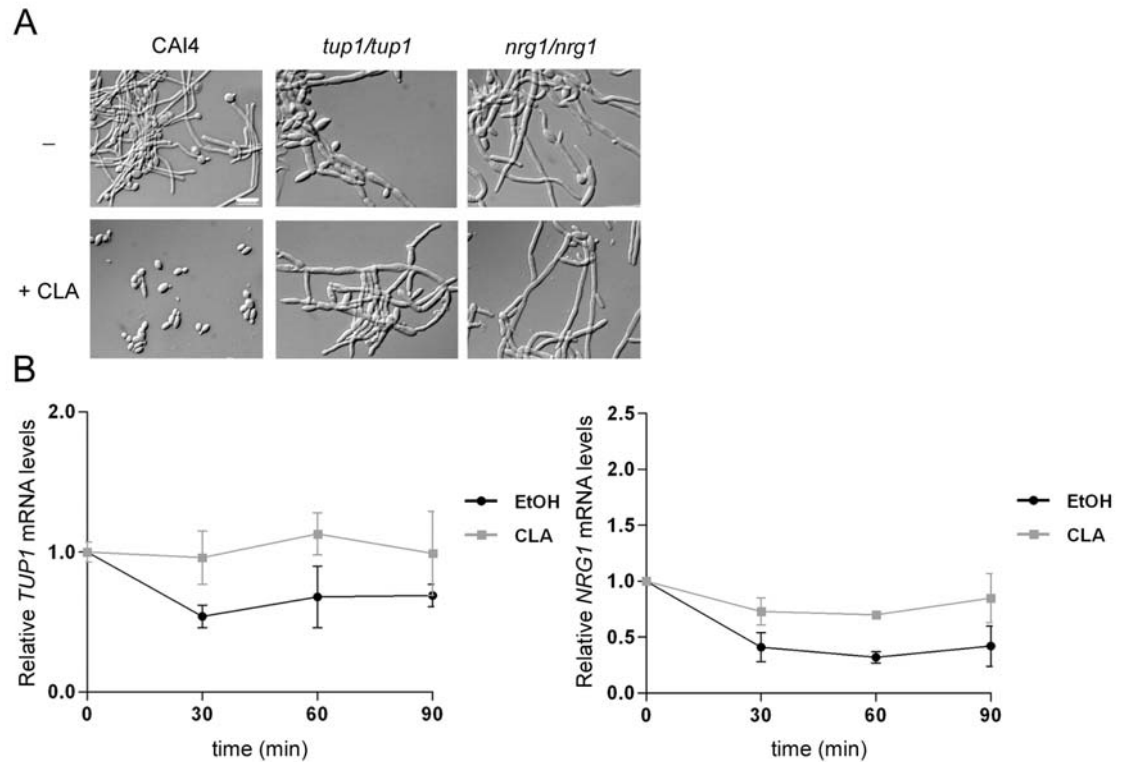 A
CAI4
tup1/tup1
nrg1/nrg1
–
+ CLA
B
Relative TUP1 mRNA levels
2.0
1.0
0.0
0
30
60
90
time (min)
EtOH
CLA
Relative NRG1 mRNA levels
2.5
2.0
1.5
1.0
0.5
0.0
0
30
60
90
time (min)
EtOH
CLA